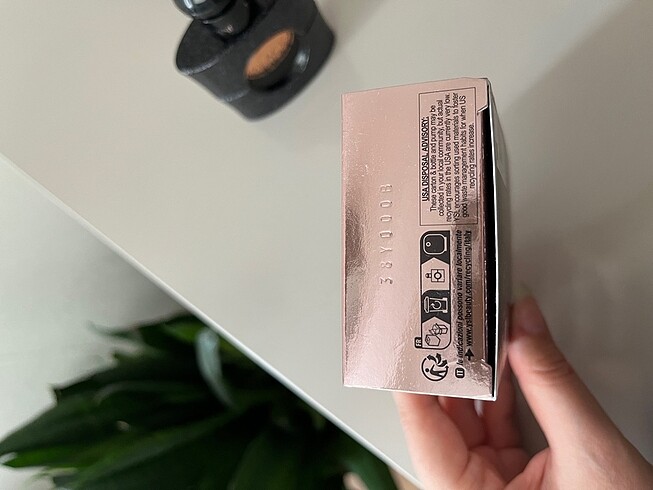 USA DISPOSAL ADVISORY:
These carton & bottle and pump may be
collected in your local community, but actual
recycling rates in the USA are currently very low.
YSL encourages sorting used materials to foster
good waste management habits for when US
recycling rates increase.
38Y000H
FR
IT le indicazioni possono variare localmente
www.yslbeauty.com/recycling/italy